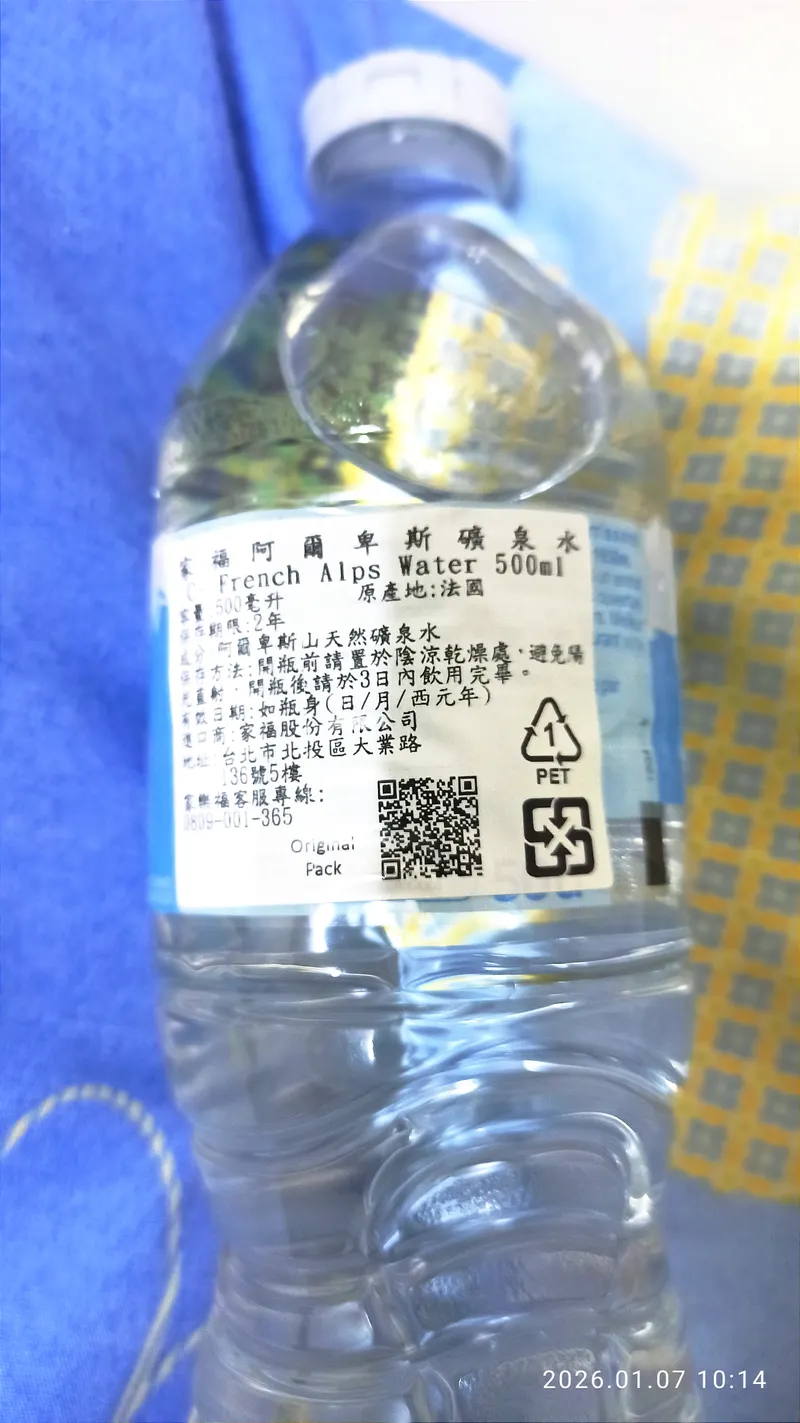 家福阿爾卑斯礦泉水
C- French Alps Water 500ml
容量:500毫升 原產地:法國
保存期限:2年
成分:阿爾卑斯山天然礦泉水
保存方法:開瓶前請置於陰涼乾燥處,避免陽
光直射,開瓶後請於3日內飲用完畢。
有效日期:如瓶身(日/月/西元年)
進口商:家福股份有限公司
地址:台北市北投區大業路
136號5樓
家樂福客服專線:
0809-001-365
Original
Pack
1
PET
2026.01.07 10:14